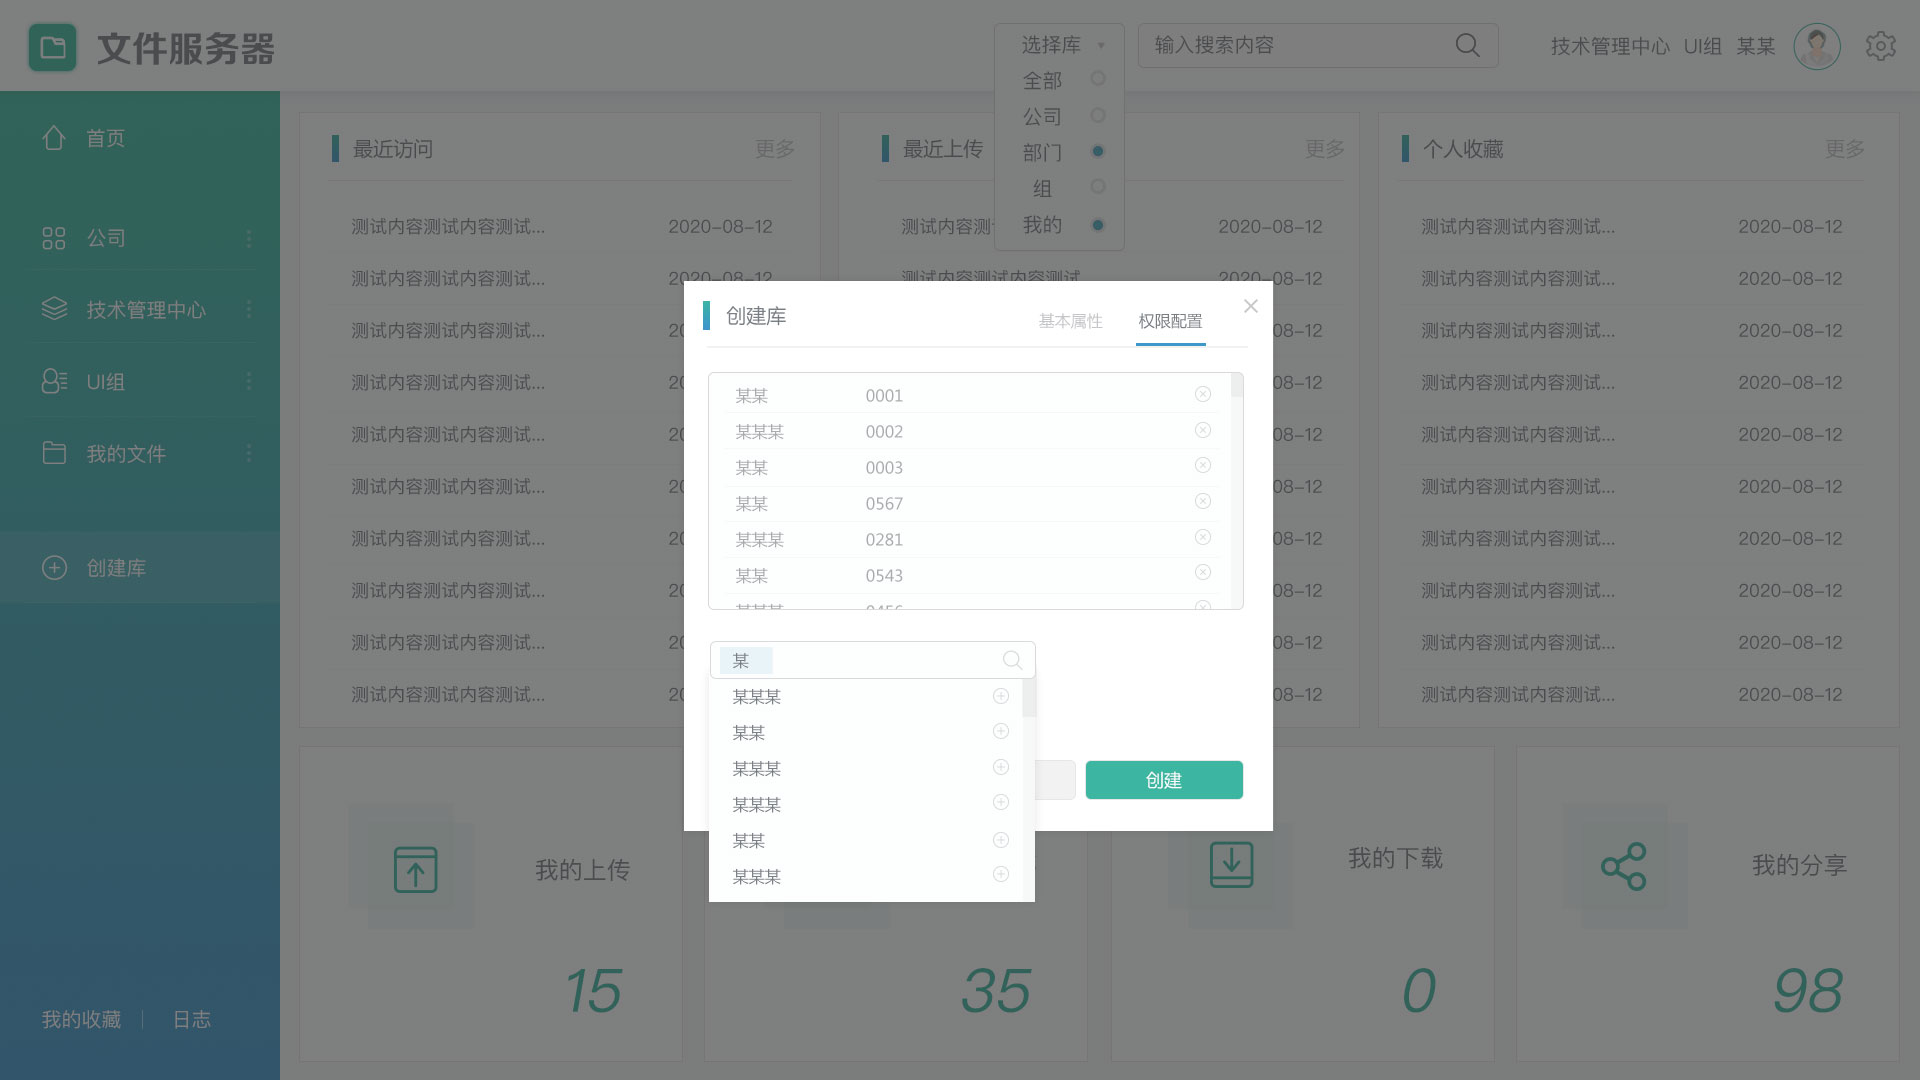 文件服务器
选择库
输入搜索内容
技术管理中心 UI组 某某
全部
公司
部门
组
我的
首页
公司
技术管理中心
UI组
我的文件
创建库
我的收藏
日志
最近访问 更多
测试内容测试内容测试... 2020-08-12
测试内容测试内容测试... 2020-08-12
测试内容测试内容测试...
测试内容测试内容测试...
测试内容测试内容测试...
测试内容测试内容测试...
测试内容测试内容测试...
测试内容测试内容测试...
测试内容测试内容测试...
测试内容测试内容测试...
最近上传 更多
测试内容测 2020-08-12
测试内容测试内容测试 2020-08-12
08-12
08-12
08-12
08-12
08-12
08-12
08-12
08-12
个人收藏 更多
测试内容测试内容测试... 2020-08-12
测试内容测试内容测试... 2020-08-12
测试内容测试内容测试... 2020-08-12
测试内容测试内容测试... 2020-08-12
测试内容测试内容测试... 2020-08-12
测试内容测试内容测试... 2020-08-12
测试内容测试内容测试... 2020-08-12
测试内容测试内容测试... 2020-08-12
测试内容测试内容测试... 2020-08-12
测试内容测试内容测试... 2020-08-12
创建库
基本属性 权限配置
某某 0001
某某某 0002
某某 0003
某某 0567
某某某 0281
某某 0543
某某某 0456
某
某某某
某某
某某某
某某某
某某
某某某
创建
我的上传
15
35
我的下载
0
我的分享
98